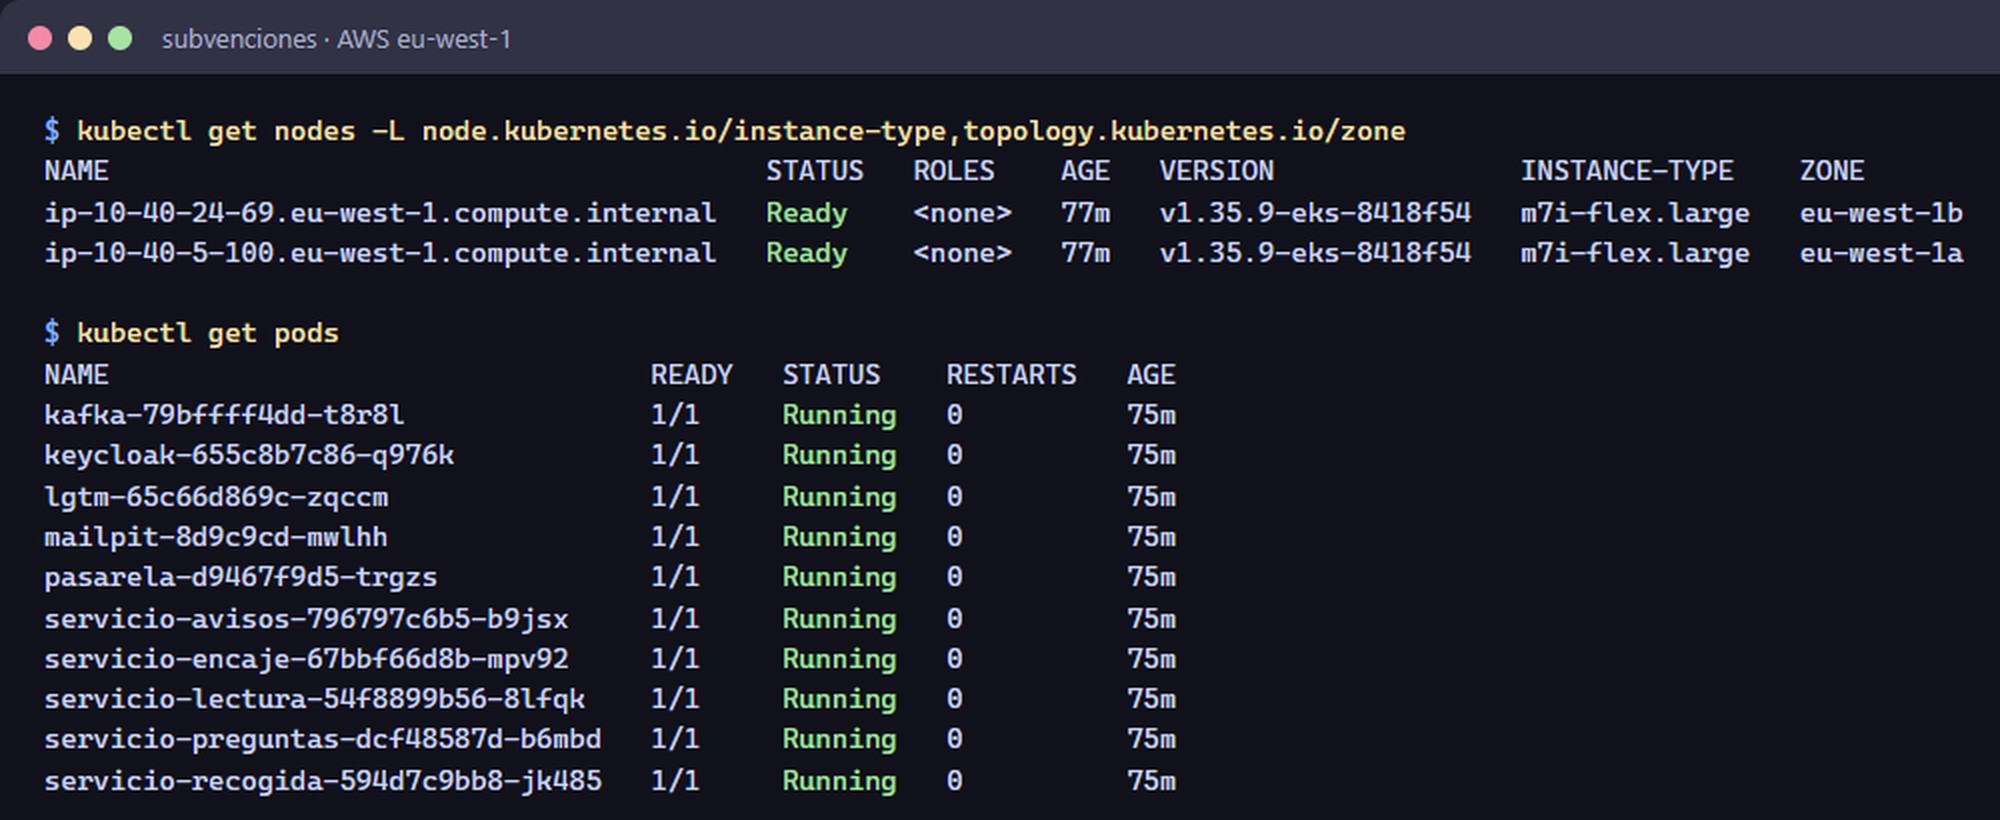 subvenciones · AWS eu-west-1
$ kubectl get nodes -L node.kubernetes.io/instance-type,topology.kubernetes.io/zone
NAME STATUS ROLES AGE VERSION INSTANCE-TYPE ZONE
ip-10-40-24-69.eu-west-1.compute.internal Ready <none> 77m v1.35.9-eks-8418f54 m7i-flex.large eu-west-1b
ip-10-40-5-100.eu-west-1.compute.internal Ready <none> 77m v1.35.9-eks-8418f54 m7i-flex.large eu-west-1a
$ kubectl get pods
NAME READY STATUS RESTARTS AGE
kafka-79bffff4dd-t8r8l 1/1 Running 0 75m
keycloak-655c8b7c86-q976k 1/1 Running 0 75m
lgtm-65c66d869c-zqccm 1/1 Running 0 75m
mailpit-8d9c9cd-mwlhh 1/1 Running 0 75m
pasarela-d9467f9d5-trgzs 1/1 Running 0 75m
servicio-avisos-796797c6b5-b9jsx 1/1 Running 0 75m
servicio-encaje-67bbf66d8b-mpv92 1/1 Running 0 75m
servicio-lectura-54f8899b56-8lfqk 1/1 Running 0 75m
servicio-preguntas-dcf48587d-b6mbd 1/1 Running 0 75m
servicio-recogida-594d7c9bb8-jk485 1/1 Running 0 75m